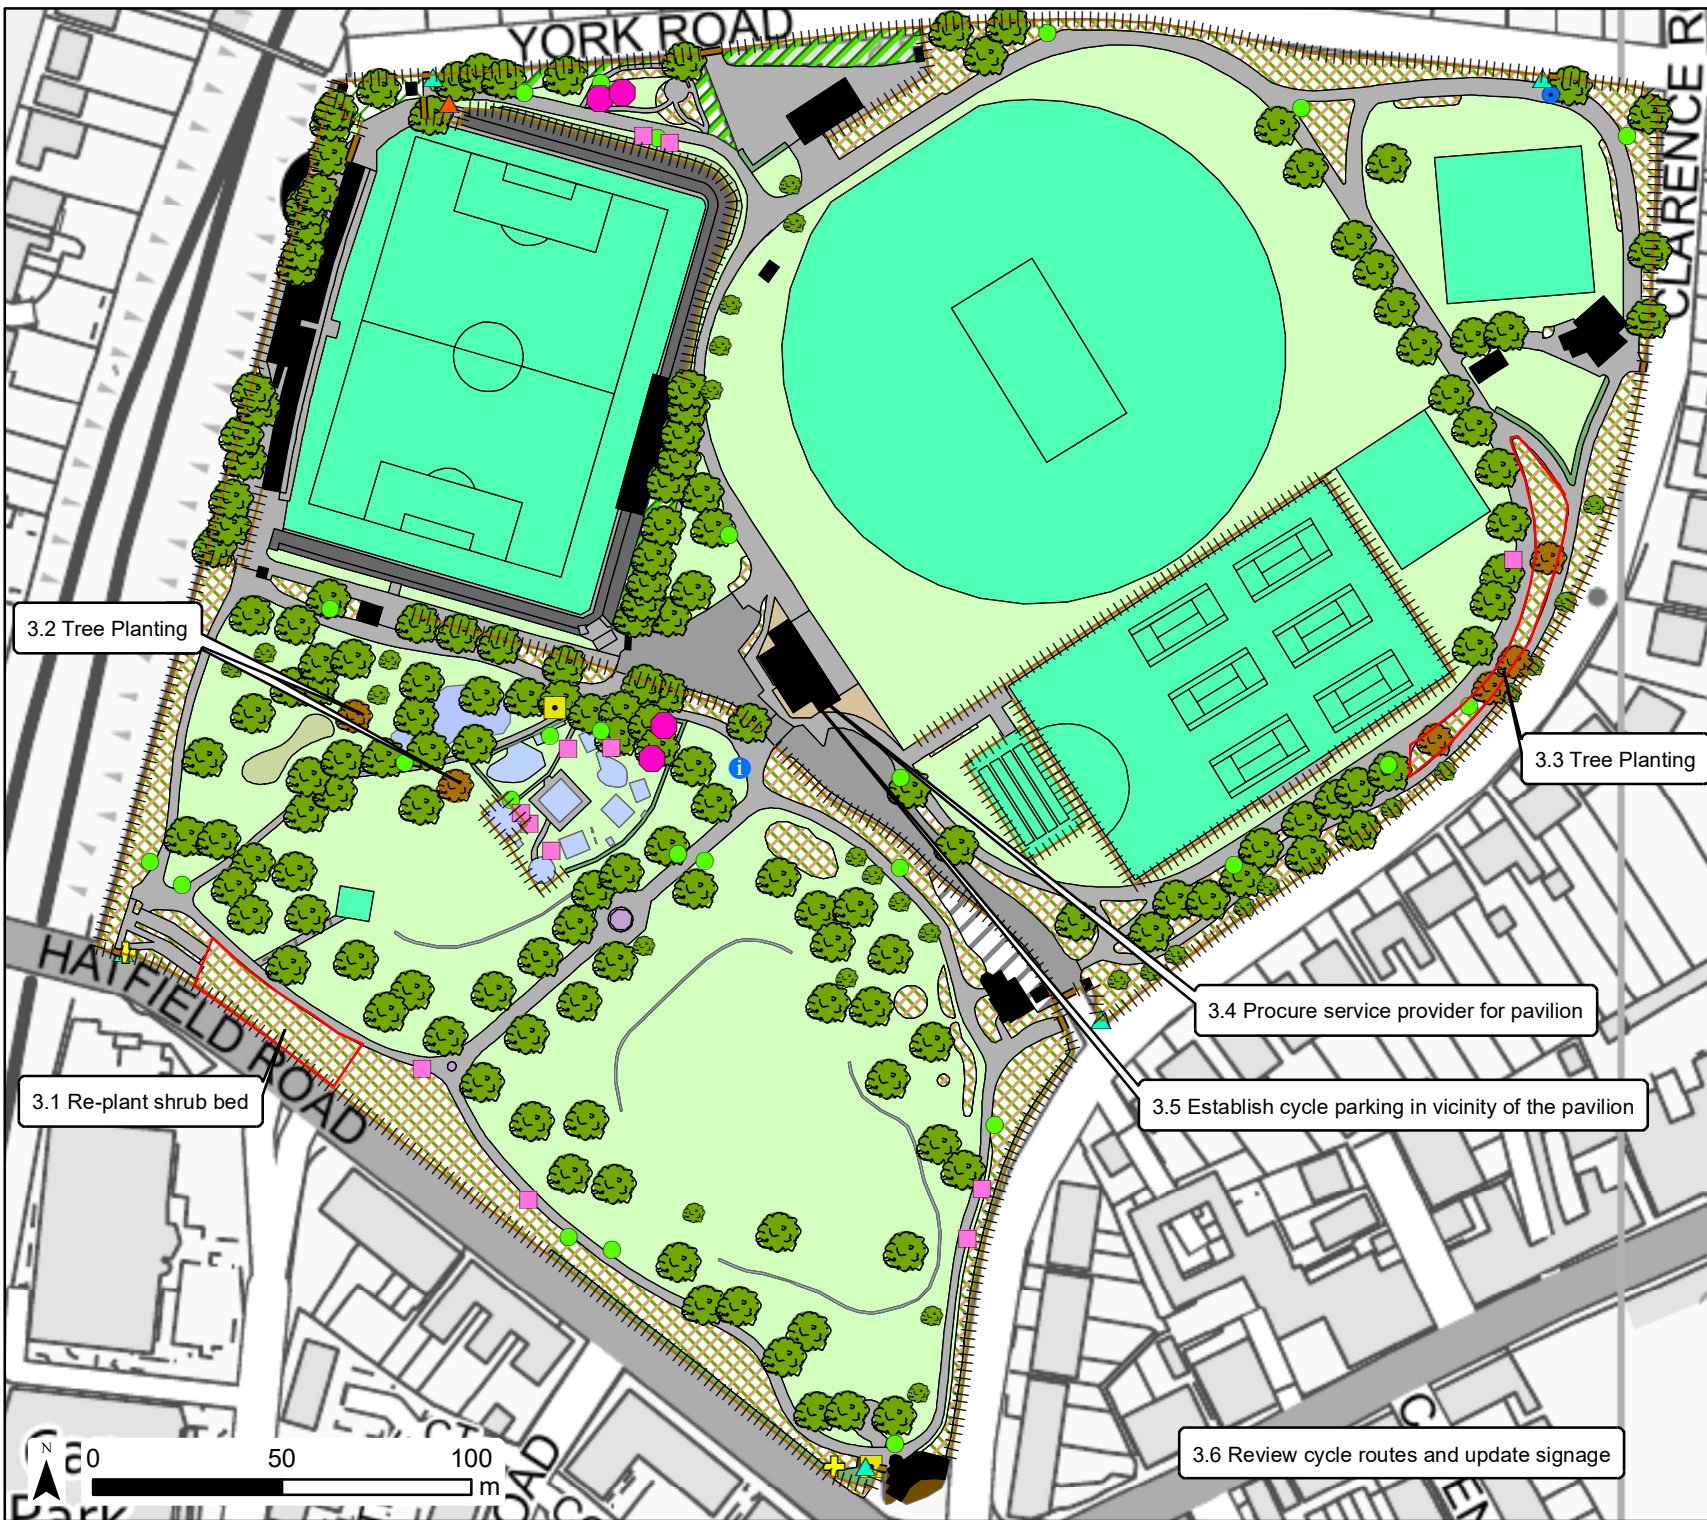 YORK ROAD
CLARENCE R
3.2 Tree Planting
i
3.3 Tree Planting
HATFIELD ROAD
3.4 Procure service provider for pavilion
3.1 Re-plant shrub bed
3.5 Establish cycle parking in vicinity of the pavilion
3.6 Review cycle routes and update signage
N
0 50 100
m
Park